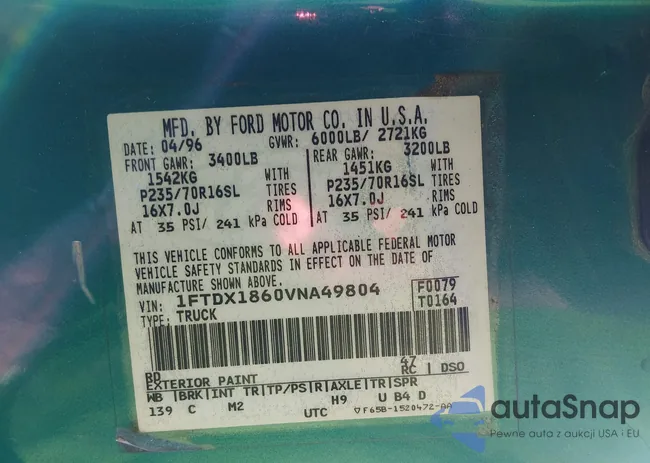 MFD. BY FORD MOTOR CO. IN U.S.A.
DATE: 04/96 GVWR: 6000LB/ 2721KG
FRONT GAWR: 3400LB REAR GAWR: 3200LB
1542KG WITH 1451KG WITH
P235/70R16SL TIRES P235/70R16SL TIRES
16X7.0J RIMS 16X7.0J RIMS
AT 35 PSI/ 241 kPa COLD AT 35 PSI/ 241 kPa COLD
THIS VEHICLE CONFORMS TO ALL APPLICABLE FEDERAL MOTOR
VEHICLE SAFETY STANDARDS IN EFFECT ON THE DATE OF
MANUFACTURE SHOWN ABOVE.
VIN: 1FTDX1860VNA49804 F0079
TYPE: TRUCK T0164
BD 47
EXTERIOR PAINT RC DSO
WB BRK INT TR TP/PS R AXLE TR SPR
139 C M2 H9 U B4 D
UTC ▽F65B-1520472-AA
autaSnap
Pewne auta z aukcji USA i EU